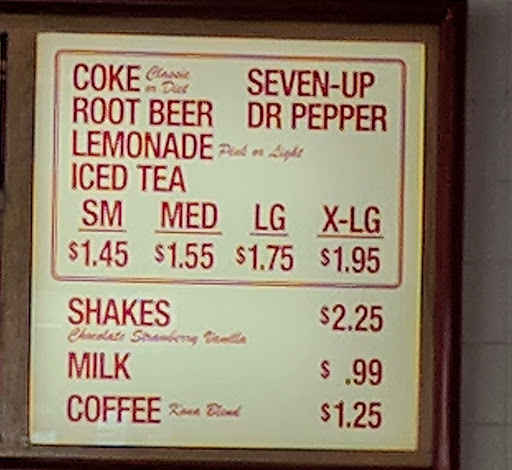 COKE Classic or Diet SEVEN-UP
ROOT BEER DR PEPPER
LEMONADE Pink or Light
ICED TEA
SM MED LG X-LG
$1.45 $1.55 $1.75 $1.95
SHAKES $2.25
Chocolate Strawberry Vanilla
MILK $ .99
COFFEE Kona Blend $1.25